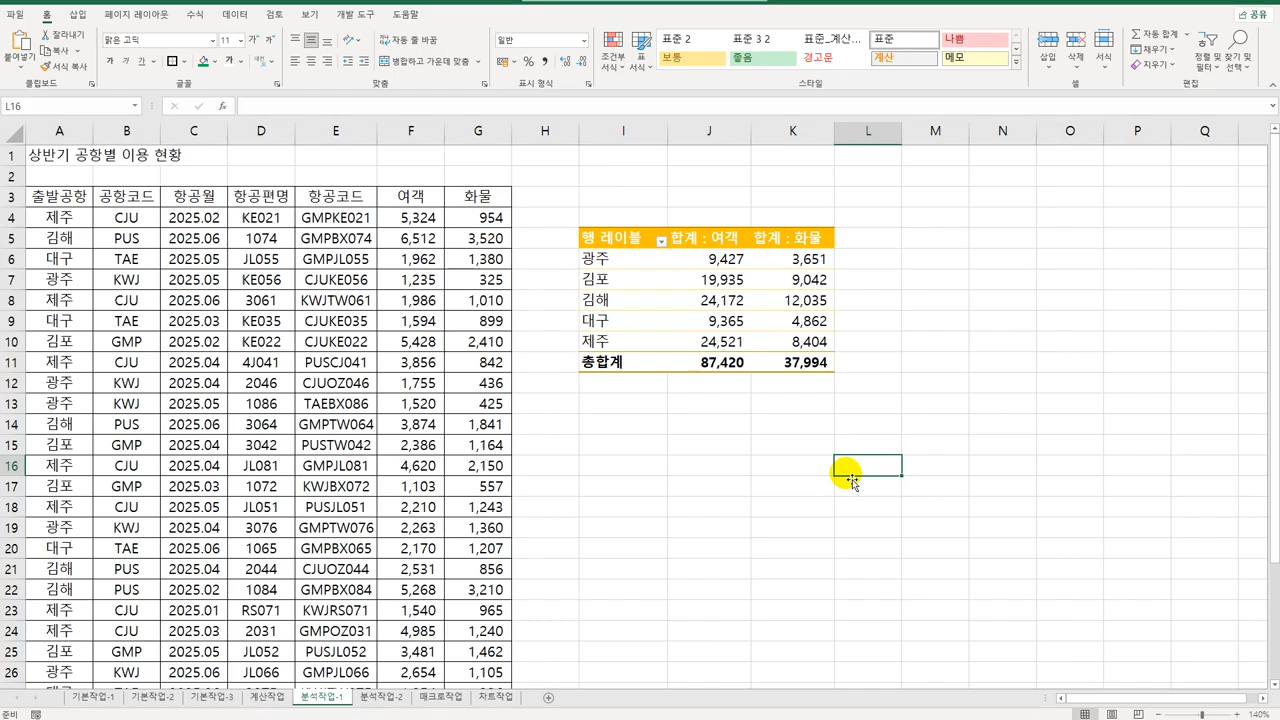 파일 홈 삽입 페이지 레이아웃 수식 데이터 검토 보기 개발 도구 도움말 공유
붙여넣기 잘라내기 복사 서식 복사 클립보드
맑은 고딕 11 가 가 가 가 가 글꼴
자동 줄 바꿈 병합하고 가운데 맞춤 맞춤
일반 % 표시 형식
조건부 서식 표 서식 표준 2 표준 3 2 표준_계산... 표준 나쁨
보통 좋음 경고문 계산 메모 스타일
삽입 삭제 서식 셀
자동 합계 채우기 지우기 정렬 및 필터 찾기 및 선택 편집
L16 fx
A B C D E F G H I J K L M N O P Q
1 상반기 공항별 이용 현황
2
3 출발공항 공항코드 항공월 항공편명 항공코드 여객 화물
4 제주 CJU 2025.02 KE021 GMPKE021 5,324 954
5 김해 PUS 2025.06 1074 GMPBX074 6,512 3,520 행 레이블 합계 : 여객 합계 : 화물
6 대구 TAE 2025.05 JL055 GMPJL055 1,962 1,380 광주 9,427 3,651
7 광주 KWJ 2025.05 KE056 CJUKE056 1,235 325 김포 19,935 9,042
8 제주 CJU 2025.06 3061 KWJTW061 1,986 1,010 김해 24,172 12,035
9 대구 TAE 2025.03 KE035 CJUKE035 1,594 899 대구 9,365 4,862
10 김포 GMP 2025.02 KE022 CJUKE022 5,428 2,410 제주 24,521 8,404
11 제주 CJU 2025.04 4J041 PUSCJ041 3,856 842 총합계 87,420 37,994
12 광주 KWJ 2025.04 2046 CJUOZ046 1,755 436
13 광주 KWJ 2025.03 1086 TAEBX086 1,520 425
14 김해 PUS 2025.06 3064 GMPTW064 3,874 1,841
15 김포 GMP 2025.04 3042 PUSTW042 2,386 1,164
16 제주 CJU 2025.04 JL081 GMPJL081 4,620 2,150
17 김포 GMP 2025.03 1072 KWJBX072 1,103 557
18 제주 CJU 2025.05 JL051 PUSJL051 2,210 1,243
19 광주 KWJ 2025.04 3076 GMPTW076 2,263 1,360
20 대구 TAE 2025.06 1065 GMPBX065 2,170 1,207
21 김해 PUS 2025.04 2044 CJUOZ044 2,531 856
22 김해 PUS 2025.02 1084 GMPBX084 5,268 3,210
23 제주 CJU 2025.01 RS071 KWJRS071 1,540 965
24 제주 CJU 2025.03 2031 GMPOZ031 4,985 1,240
25 김포 GMP 2025.05 JL052 PUSJL052 3,481 1,462
26 광주 KWJ 2025.06 JL066 GMPJL066 2,654 1,105
기본작업-1 기본작업-2 기본작업-3 계산작업 분석작업-1 분석작업-2 매크로작업 차트작업
준비 140%